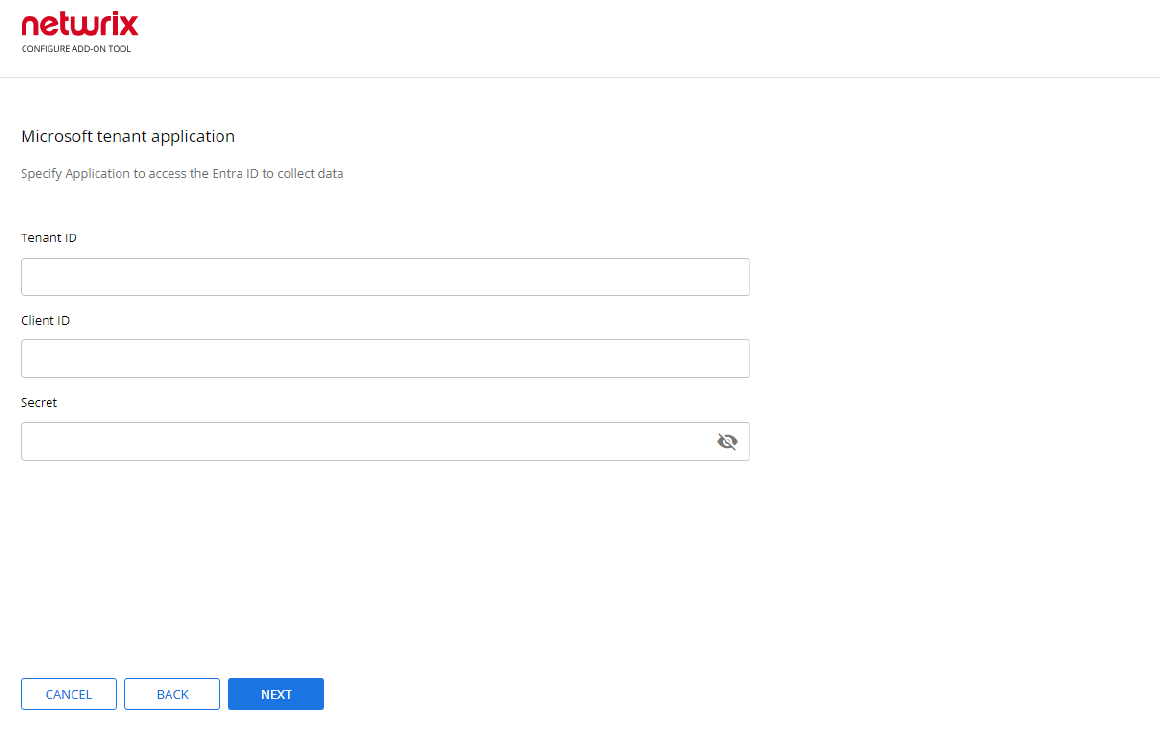 netwrix
CONFIGURE ADD-ON TOOL
Microsoft tenant application
Specify Application to access the Entra ID to collect data
Tenant ID
Client ID
Secret
CANCEL
BACK
NEXT